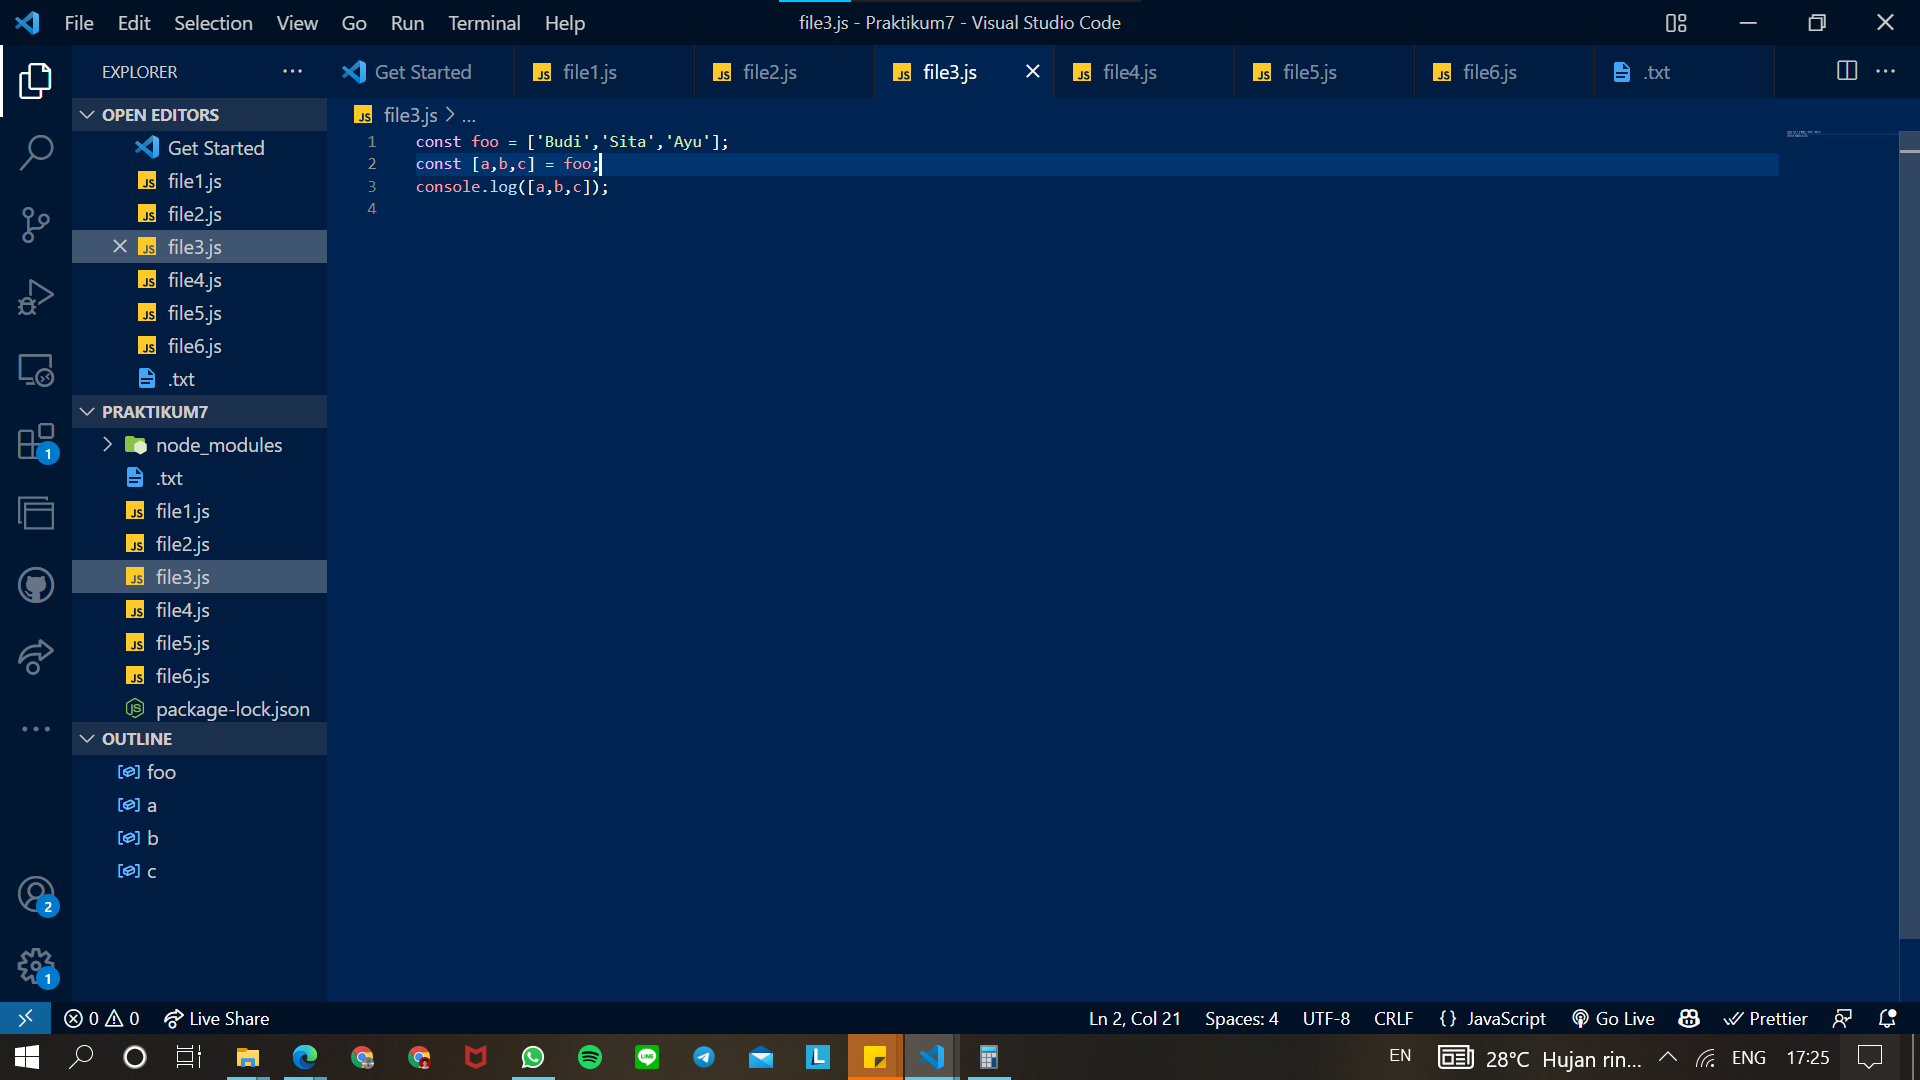 File Edit Selection View Go Run Terminal Help
file3.js - Praktikum7 - Visual Studio Code
EXPLORER
Get Started
file1.js
file2.js
file3.js
file4.js
file5.js
file6.js
.txt
OPEN EDITORS
Get Started
file1.js
file2.js
file3.js
file4.js
file5.js
file6.js
.txt
PRAKTIKUM7
node_modules
.txt
file1.js
file2.js
file3.js
file4.js
file5.js
file6.js
package-lock.json
OUTLINE
foo
a
b
c
file3.js > ...
1 const foo = ['Budi','Sita','Ayu'];
2 const [a,b,c] = foo;
3 console.log([a,b,c]);
4
1
2
1
0 0 Live Share
Ln 2, Col 21 Spaces: 4 UTF-8 CRLF {} JavaScript Go Live Prettier
EN 28°C Hujan rin... ENG 17:25